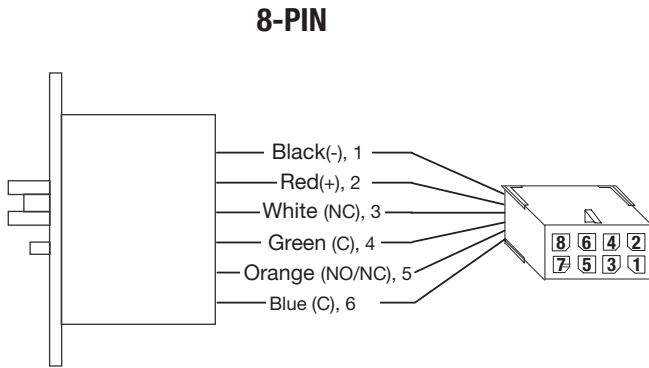 8-PIN
Black(-), 1
Red(+), 2
White (NC), 3
Green (C), 4
Orange (NO/NC), 5
Blue (C), 6
8 6 4 2
7 5 3 1